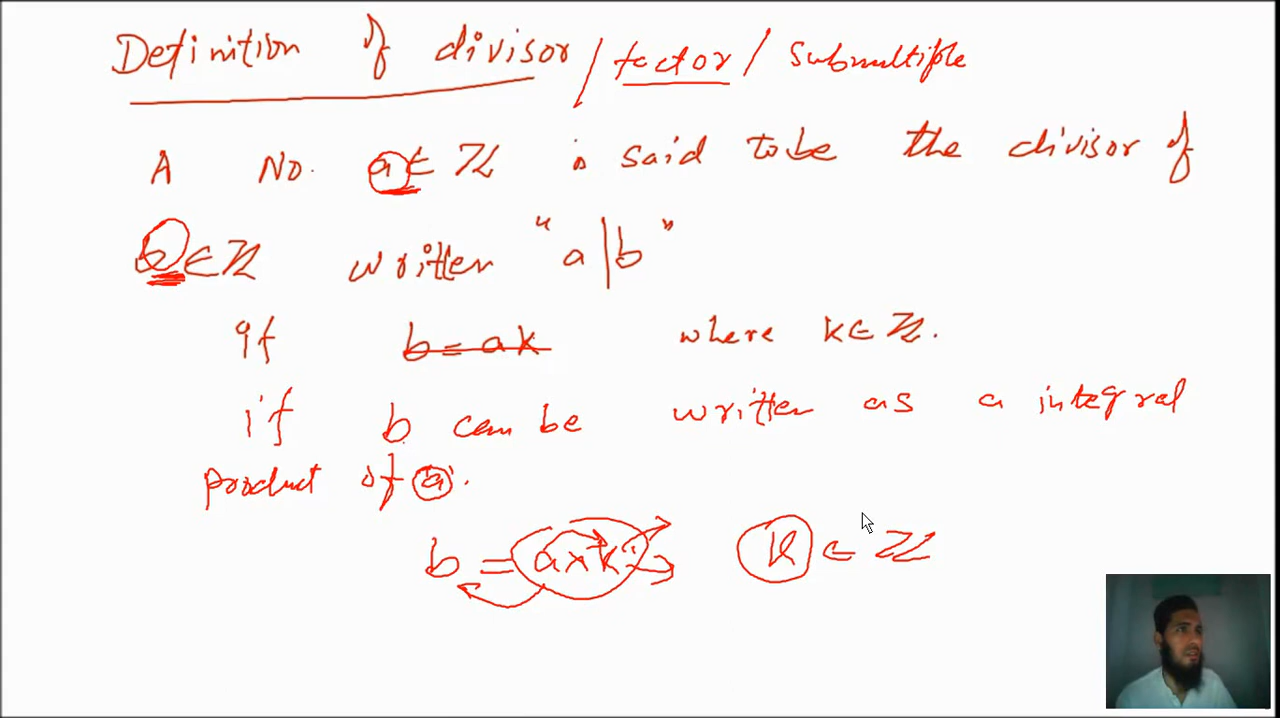 Definition of divisor / factor / Submultiple
A No. a ∈ ℤ is said to be the divisor of
b ∈ ℤ written "a|b"
if b = ak where k ∈ ℤ.
if b can be written as a integral
product of a.
b = a × k k ∈ ℤ